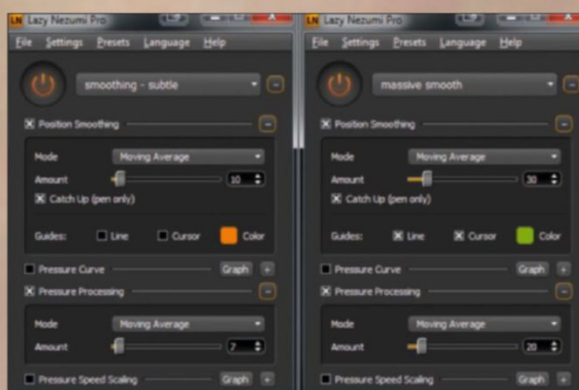 LN Lazy Nezumi Pro
File Settings Presets Language Help
smoothing - subtle
Position Smoothing
Mode Moving Average
Amount 10
Catch Up (pen only)
Guides: Line Cursor Color
Pressure Curve Graph
Pressure Processing
Mode Moving Average
Amount 7
Pressure Speed Scaling Graph
LN Lazy Nezumi Pro
File Settings Presets Language Help
massive smooth
Position Smoothing
Mode Moving Average
Amount 30
Catch Up (pen only)
Guides: Line Cursor Color
Pressure Curve Graph
Pressure Processing
Mode Moving Average
Amount 20
Pressure Speed Scaling Graph